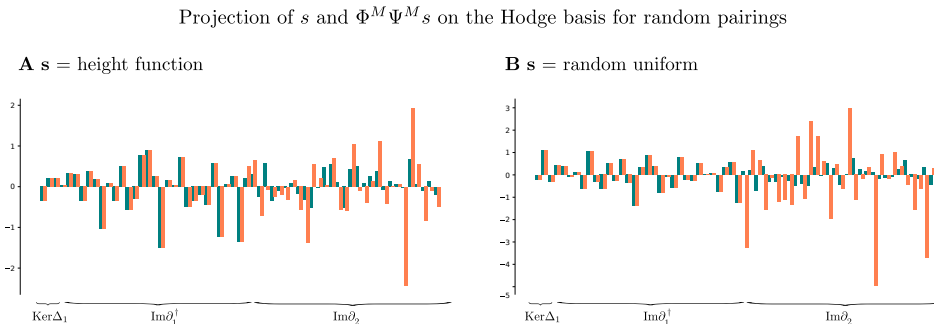 Projection of s and Φ^M Ψ^M s on the Hodge basis for random pairings
A s = height function
B s = random uniform
2
1
0
−1
−2
3
2
1
0
−1
−2
−3
−4
−5
KerΔ₁ Im∂₁† Im∂₂
KerΔ₁ Im∂₁† Im∂₂